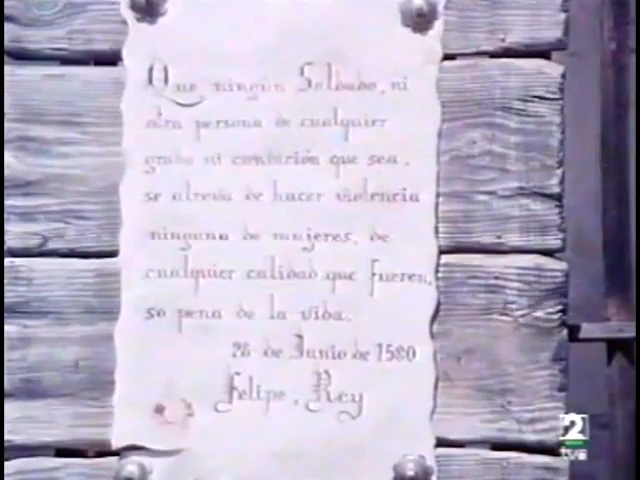 Que ningún Soldado, ni
otra persona de cualquier
grado ni condición que sea,
se atreva de hacer violencia
ninguna de mujeres, de
cualquier calidad que fueren,
so pena de la vida.
28 de Junio de 1580
Felipe, Rey
2
tve